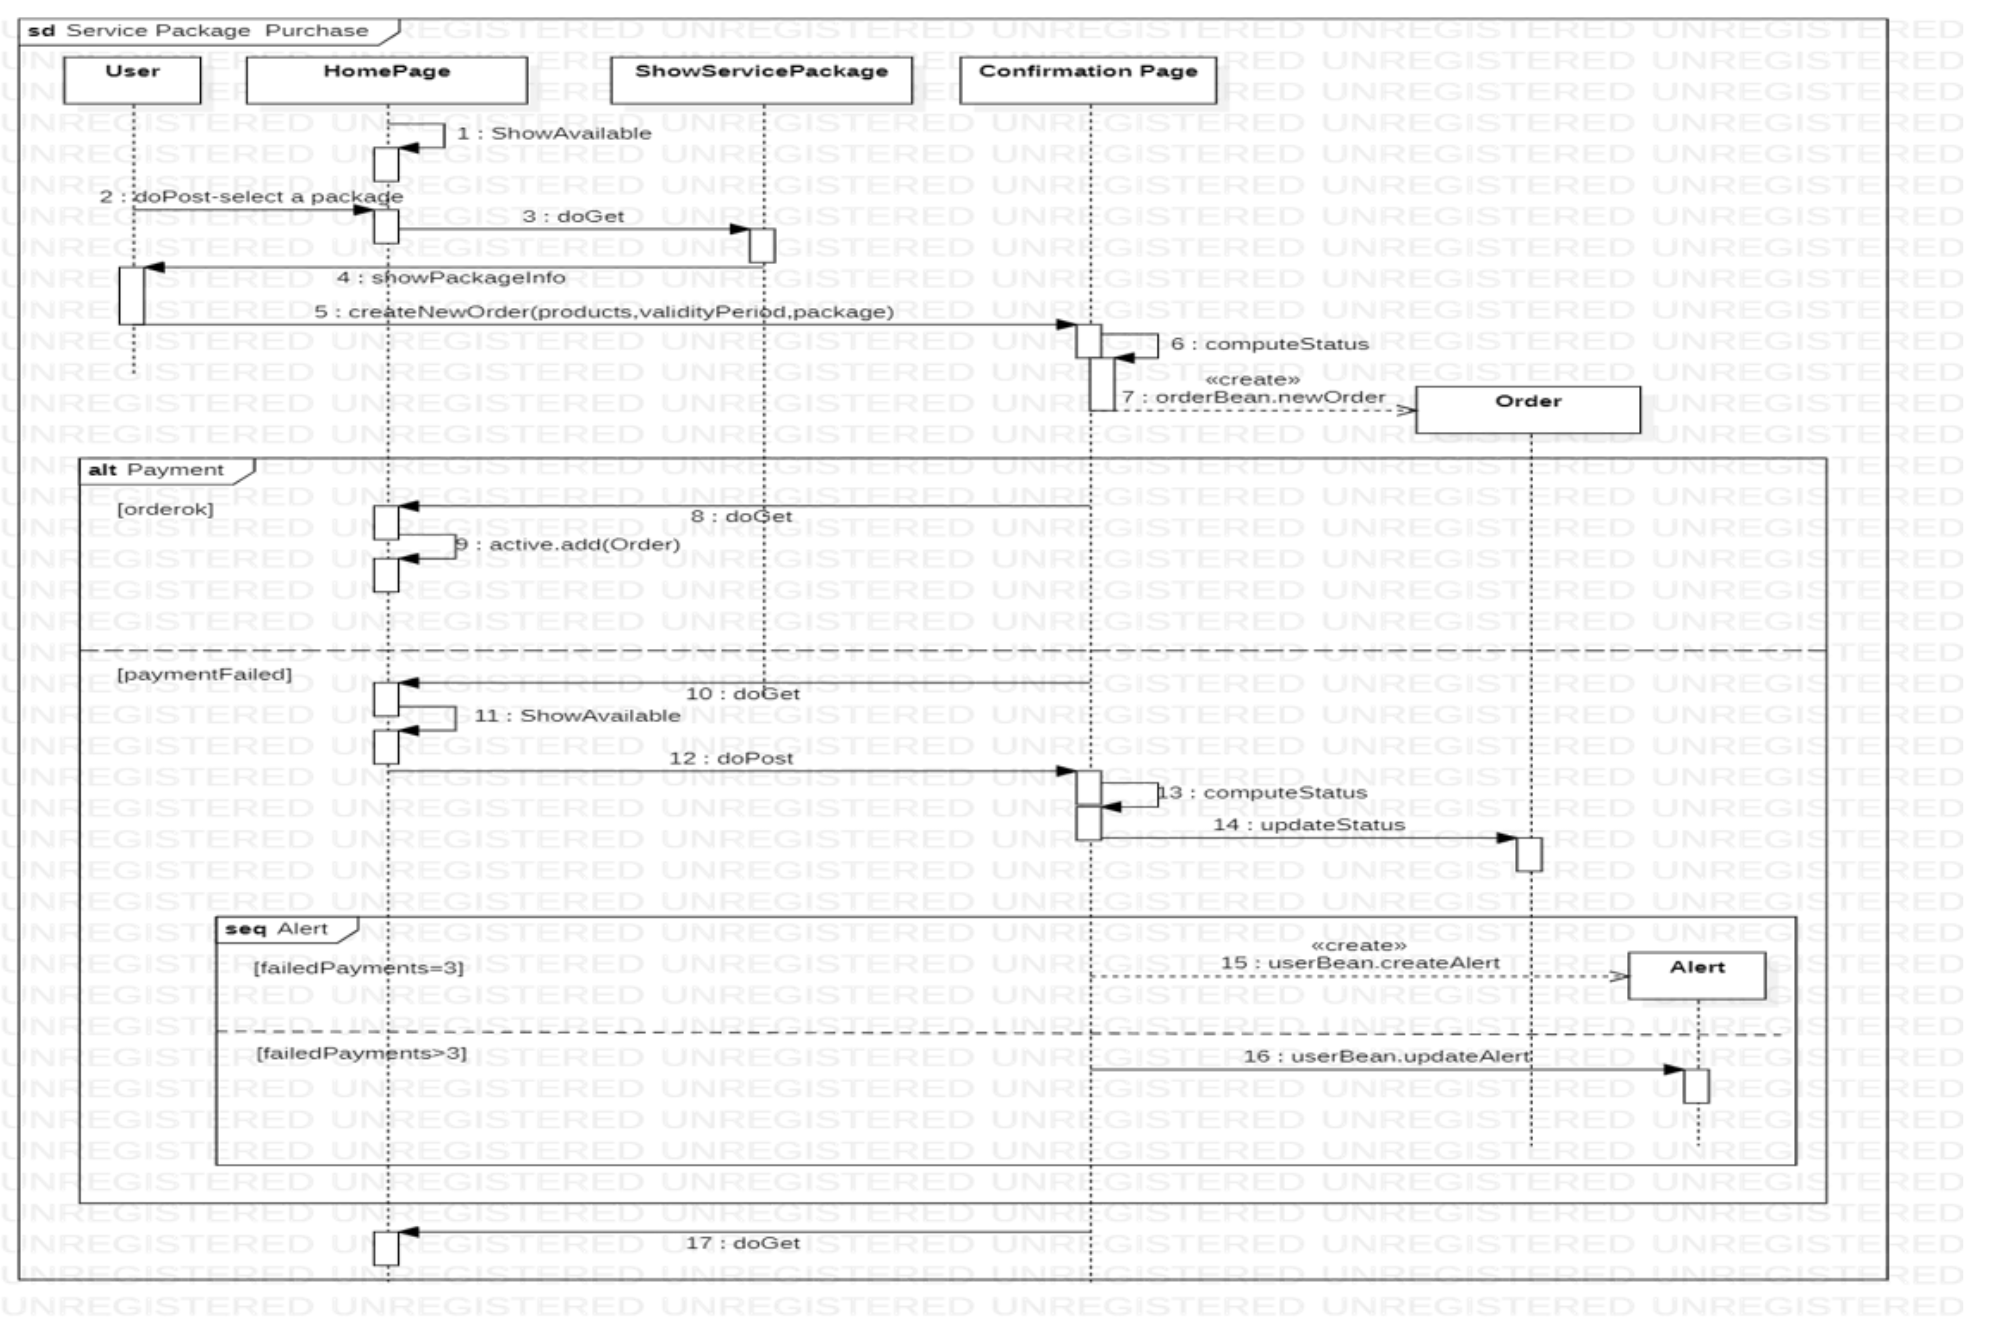 sd Service Package Purchase
User
HomePage
ShowServicePackage
Confirmation Page
1 : ShowAvailable
2 : doPost-select a package
3 : doGet
4 : showPackageInfo
5 : createNewOrder(products,validityPeriod,package)
6 : computeStatus
«create»
7 : orderBean.newOrder
Order
alt Payment
[orderok]
8 : doGet
9 : active.add(Order)
[paymentFailed]
10 : doGet
11 : ShowAvailable
12 : doPost
13 : computeStatus
14 : updateStatus
seq Alert
«create»
15 : userBean.createAlert
Alert
[failedPayments=3]
[failedPayments>3]
16 : userBean.updateAlert
17 : doGet
UNREGISTERED